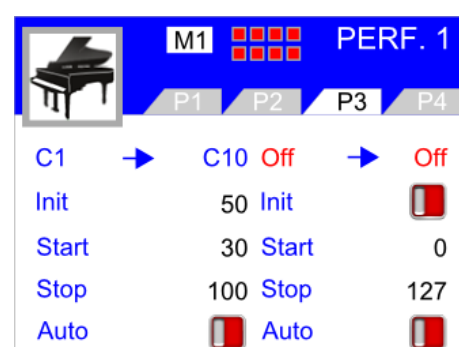 M1 PERF. 1
P1 P2 P3 P4
C1 C10 Off Off
Init 50 Init
Start 30 Start 0
Stop 100 Stop 127
Auto Auto